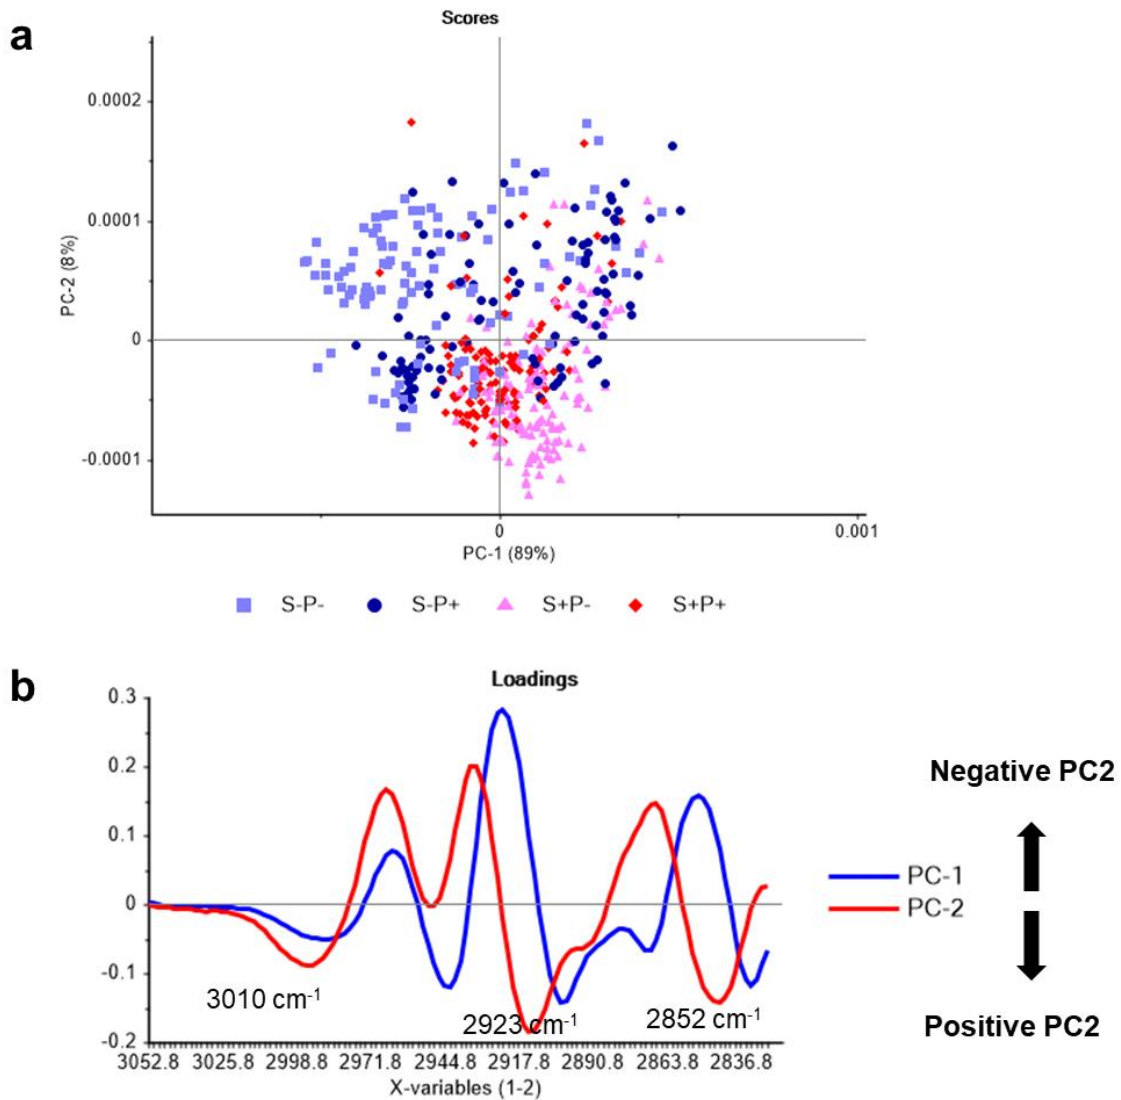 a
Scores
0.0002
0.0001
0
-0.0001
PC-2 (8%)
0
0.001
PC-1 (89%)
S-P-
S-P+
S+P-
S+P+
b
Loadings
0.3
0.2
0.1
0
-0.1
-0.2
3010 cm-1
2923 cm-1
2852 cm-1
3052.8 3025.8 2998.8 2971.8 2944.8 2917.8 2890.8 2863.8 2836.8
X-variables (1-2)
Negative PC2
PC-1
PC-2
Positive PC2